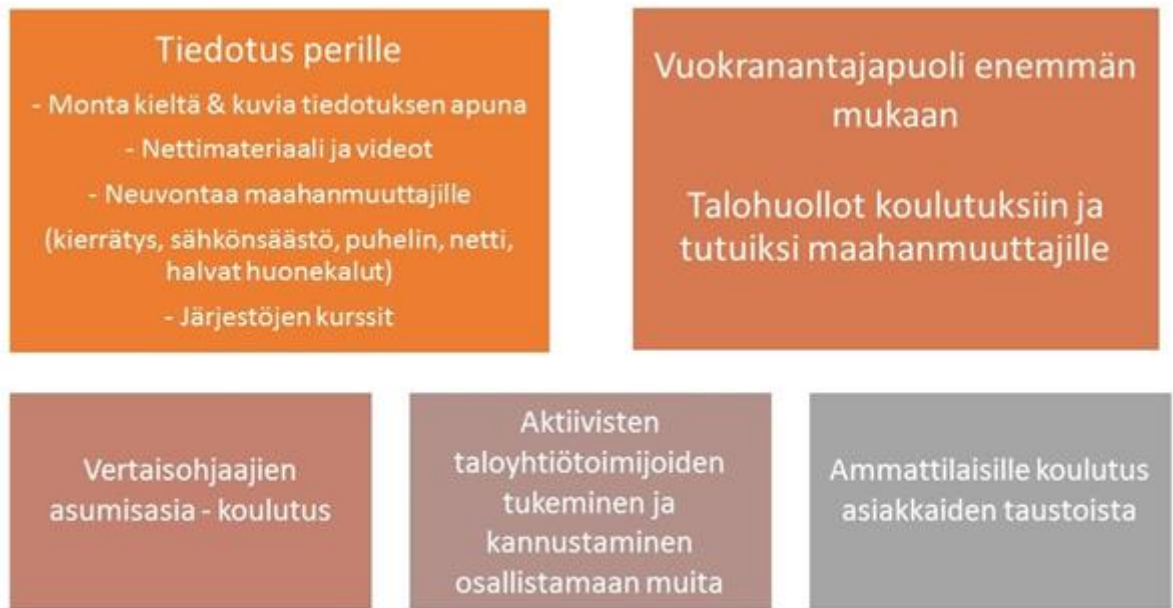 Tiedotus perille
- Monta kieltä & kuvia tiedotuksen apuna
- Nettimateriaali ja videot
- Neuvontaa maahanmuuttajille
(kierrätys, sähkönsäästö, puhelin, netti,
halvat huonekalut)
- Järjestöjen kurssit
Vuokranantajapuoli enemmän
mukaan
Talohuollot koulutuksiin ja
tutuiksi maahanmuuttajille
Vertaisohjaajien
asumisasia - koulutus
Aktiivisten
taloyhtiötoimijoiden
tukeminen ja
kannustaminen
osallistamaan muita
Ammattilaisille koulutus
asiakkaiden taustoista